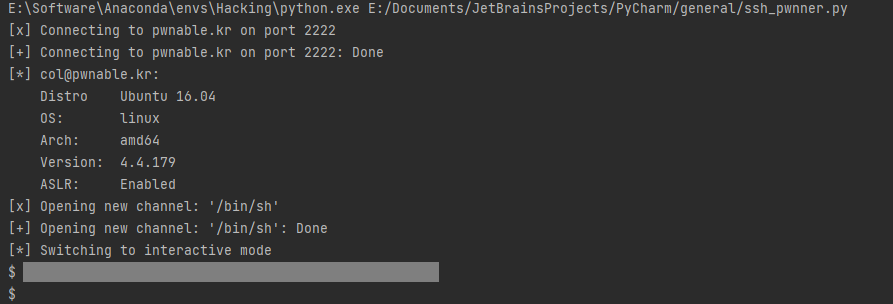 E:\Software\Anaconda\envs\Hacking\python.exe E:/Documents/JetBrainsProjects/PyCharm/general/ssh_pwnner.py
[x] Connecting to pwnable.kr on port 2222
[+] Connecting to pwnable.kr on port 2222: Done
[*] col@pwnable.kr:
    Distro    Ubuntu 16.04
    OS:       linux
    Arch:     amd64
    Version:  4.4.179
    ASLR:     Enabled
[x] Opening new channel: '/bin/sh'
[+] Opening new channel: '/bin/sh': Done
[*] Switching to interactive mode
$
$